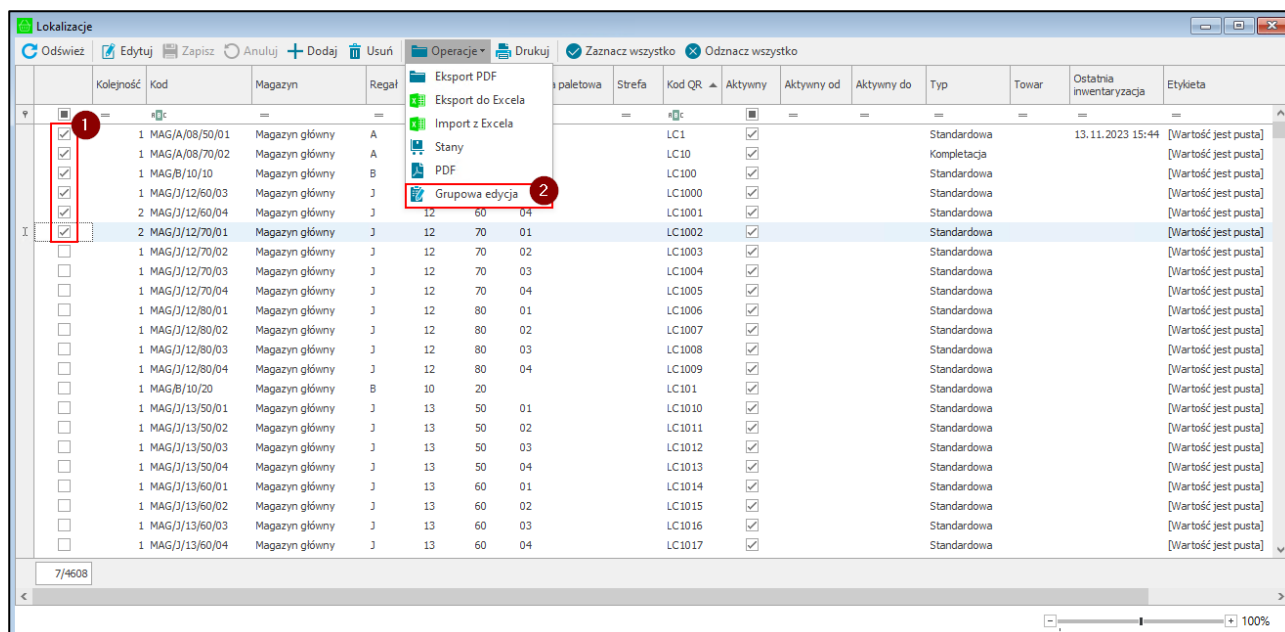 Lokalizacje
Odśwież Edytuj Zapisz Anuluj Dodaj Usuń Operacje Drukuj Zaznacz wszystko Odznacz wszystko
Kolejność Kod Magazyn Regał a paletowa Strefa Kod QR Aktywny Aktywny od Aktywny do Typ Towar Ostatnia inwentaryzacja Etykieta
Eksport PDF
Eksport do Excela
Import z Excela
Stany
PDF
Grupowa edycja
1
2
1 MAG/A/08/50/01 Magazyn główny A LC1 Standardowa 13.11.2023 15:44 [Wartość jest pusta]
1 MAG/A/08/70/02 Magazyn główny A LC10 Kompletacja [Wartość jest pusta]
1 MAG/B/10/10 Magazyn główny B LC100 Standardowa [Wartość jest pusta]
1 MAG/J/12/60/03 Magazyn główny J LC1000 Standardowa [Wartość jest pusta]
2 MAG/J/12/60/04 Magazyn główny J 12 60 04 LC1001 Standardowa [Wartość jest pusta]
2 MAG/J/12/70/01 Magazyn główny J 12 70 01 LC1002 Standardowa [Wartość jest pusta]
1 MAG/J/12/70/02 Magazyn główny J 12 70 02 LC1003 Standardowa [Wartość jest pusta]
1 MAG/J/12/70/03 Magazyn główny J 12 70 03 LC1004 Standardowa [Wartość jest pusta]
1 MAG/J/12/70/04 Magazyn główny J 12 70 04 LC1005 Standardowa [Wartość jest pusta]
1 MAG/J/12/80/01 Magazyn główny J 12 80 01 LC1006 Standardowa [Wartość jest pusta]
1 MAG/J/12/80/02 Magazyn główny J 12 80 02 LC1007 Standardowa [Wartość jest pusta]
1 MAG/J/12/80/03 Magazyn główny J 12 80 03 LC1008 Standardowa [Wartość jest pusta]
1 MAG/J/12/80/04 Magazyn główny J 12 80 04 LC1009 Standardowa [Wartość jest pusta]
1 MAG/B/10/20 Magazyn główny B 10 20 LC101 Standardowa [Wartość jest pusta]
1 MAG/J/13/50/01 Magazyn główny J 13 50 01 LC1010 Standardowa [Wartość jest pusta]
1 MAG/J/13/50/02 Magazyn główny J 13 50 02 LC1011 Standardowa [Wartość jest pusta]
1 MAG/J/13/50/03 Magazyn główny J 13 50 03 LC1012 Standardowa [Wartość jest pusta]
1 MAG/J/13/50/04 Magazyn główny J 13 50 04 LC1013 Standardowa [Wartość jest pusta]
1 MAG/J/13/60/01 Magazyn główny J 13 60 01 LC1014 Standardowa [Wartość jest pusta]
1 MAG/J/13/60/02 Magazyn główny J 13 60 02 LC1015 Standardowa [Wartość jest pusta]
1 MAG/J/13/60/03 Magazyn główny J 13 60 03 LC1016 Standardowa [Wartość jest pusta]
1 MAG/J/13/60/04 Magazyn główny J 13 60 04 LC1017 Standardowa [Wartość jest pusta]
7/4608
100%